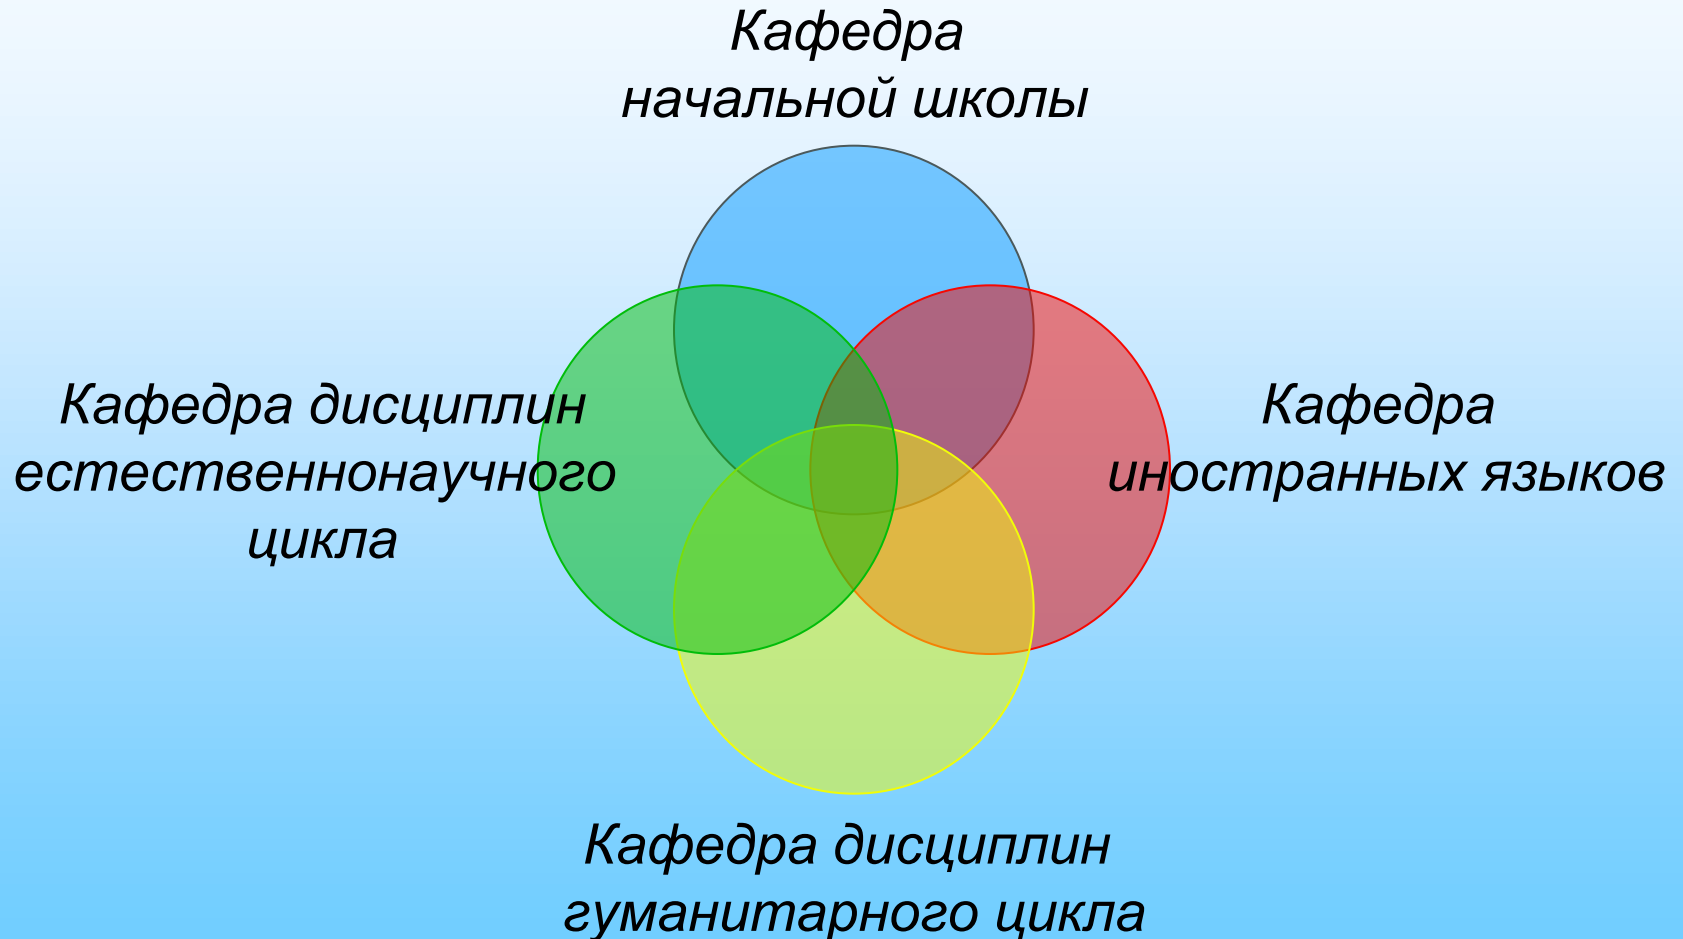 Кафедра
начальной школы
Кафедра дисциплин
естественнонаучного
цикла
Кафедра
иностранных языков
Кафедра дисциплин
гуманитарного цикла